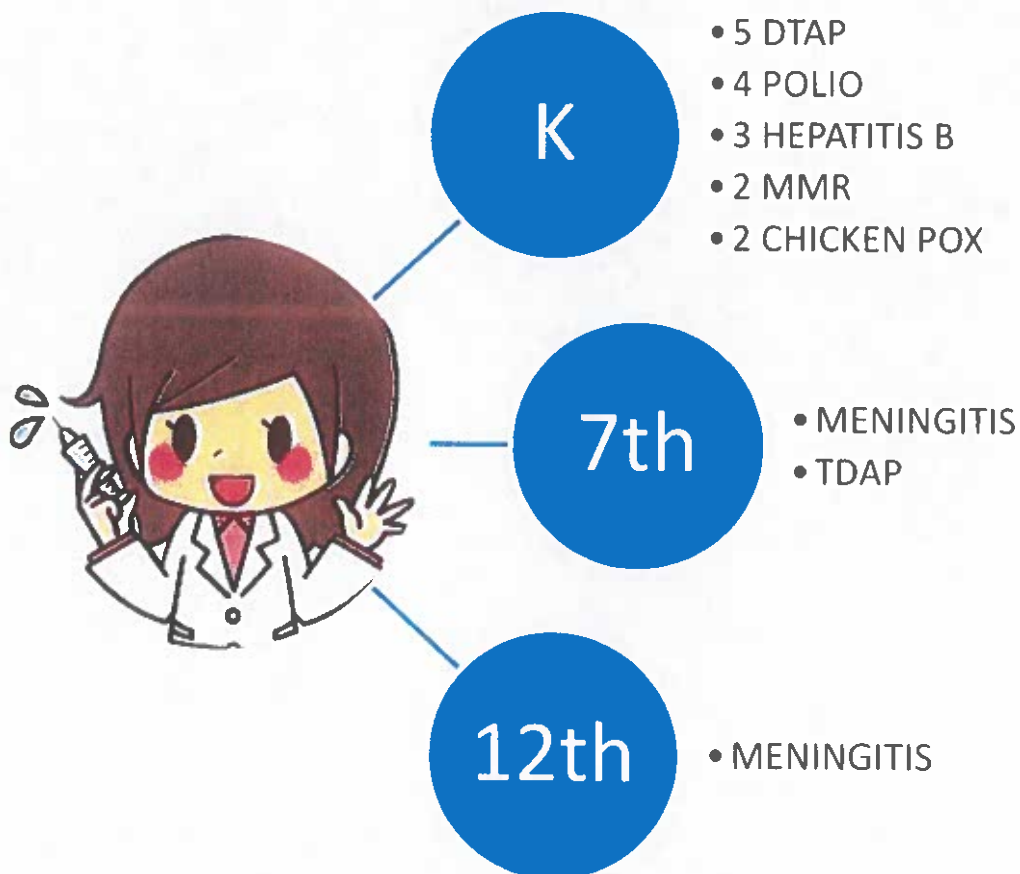 K
• 5 DTAP
• 4 POLIO
• 3 HEPATITIS B
• 2 MMR
• 2 CHICKEN POX
7th
• MENINGITIS
• TDAP
12th
• MENINGITIS